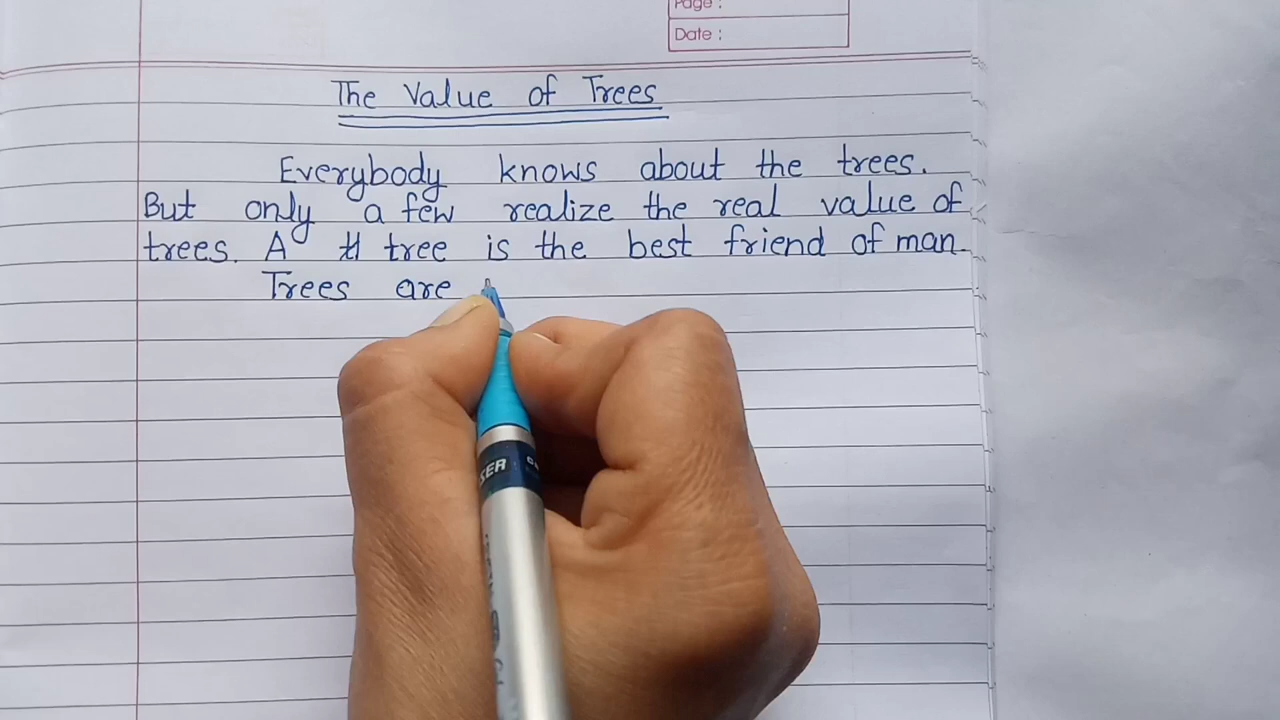 Page :
Date :
The Value of Trees
Everybody knows about the trees.
But only a few realize the real value of
trees. A tree is the best friend of man
Trees are
SER